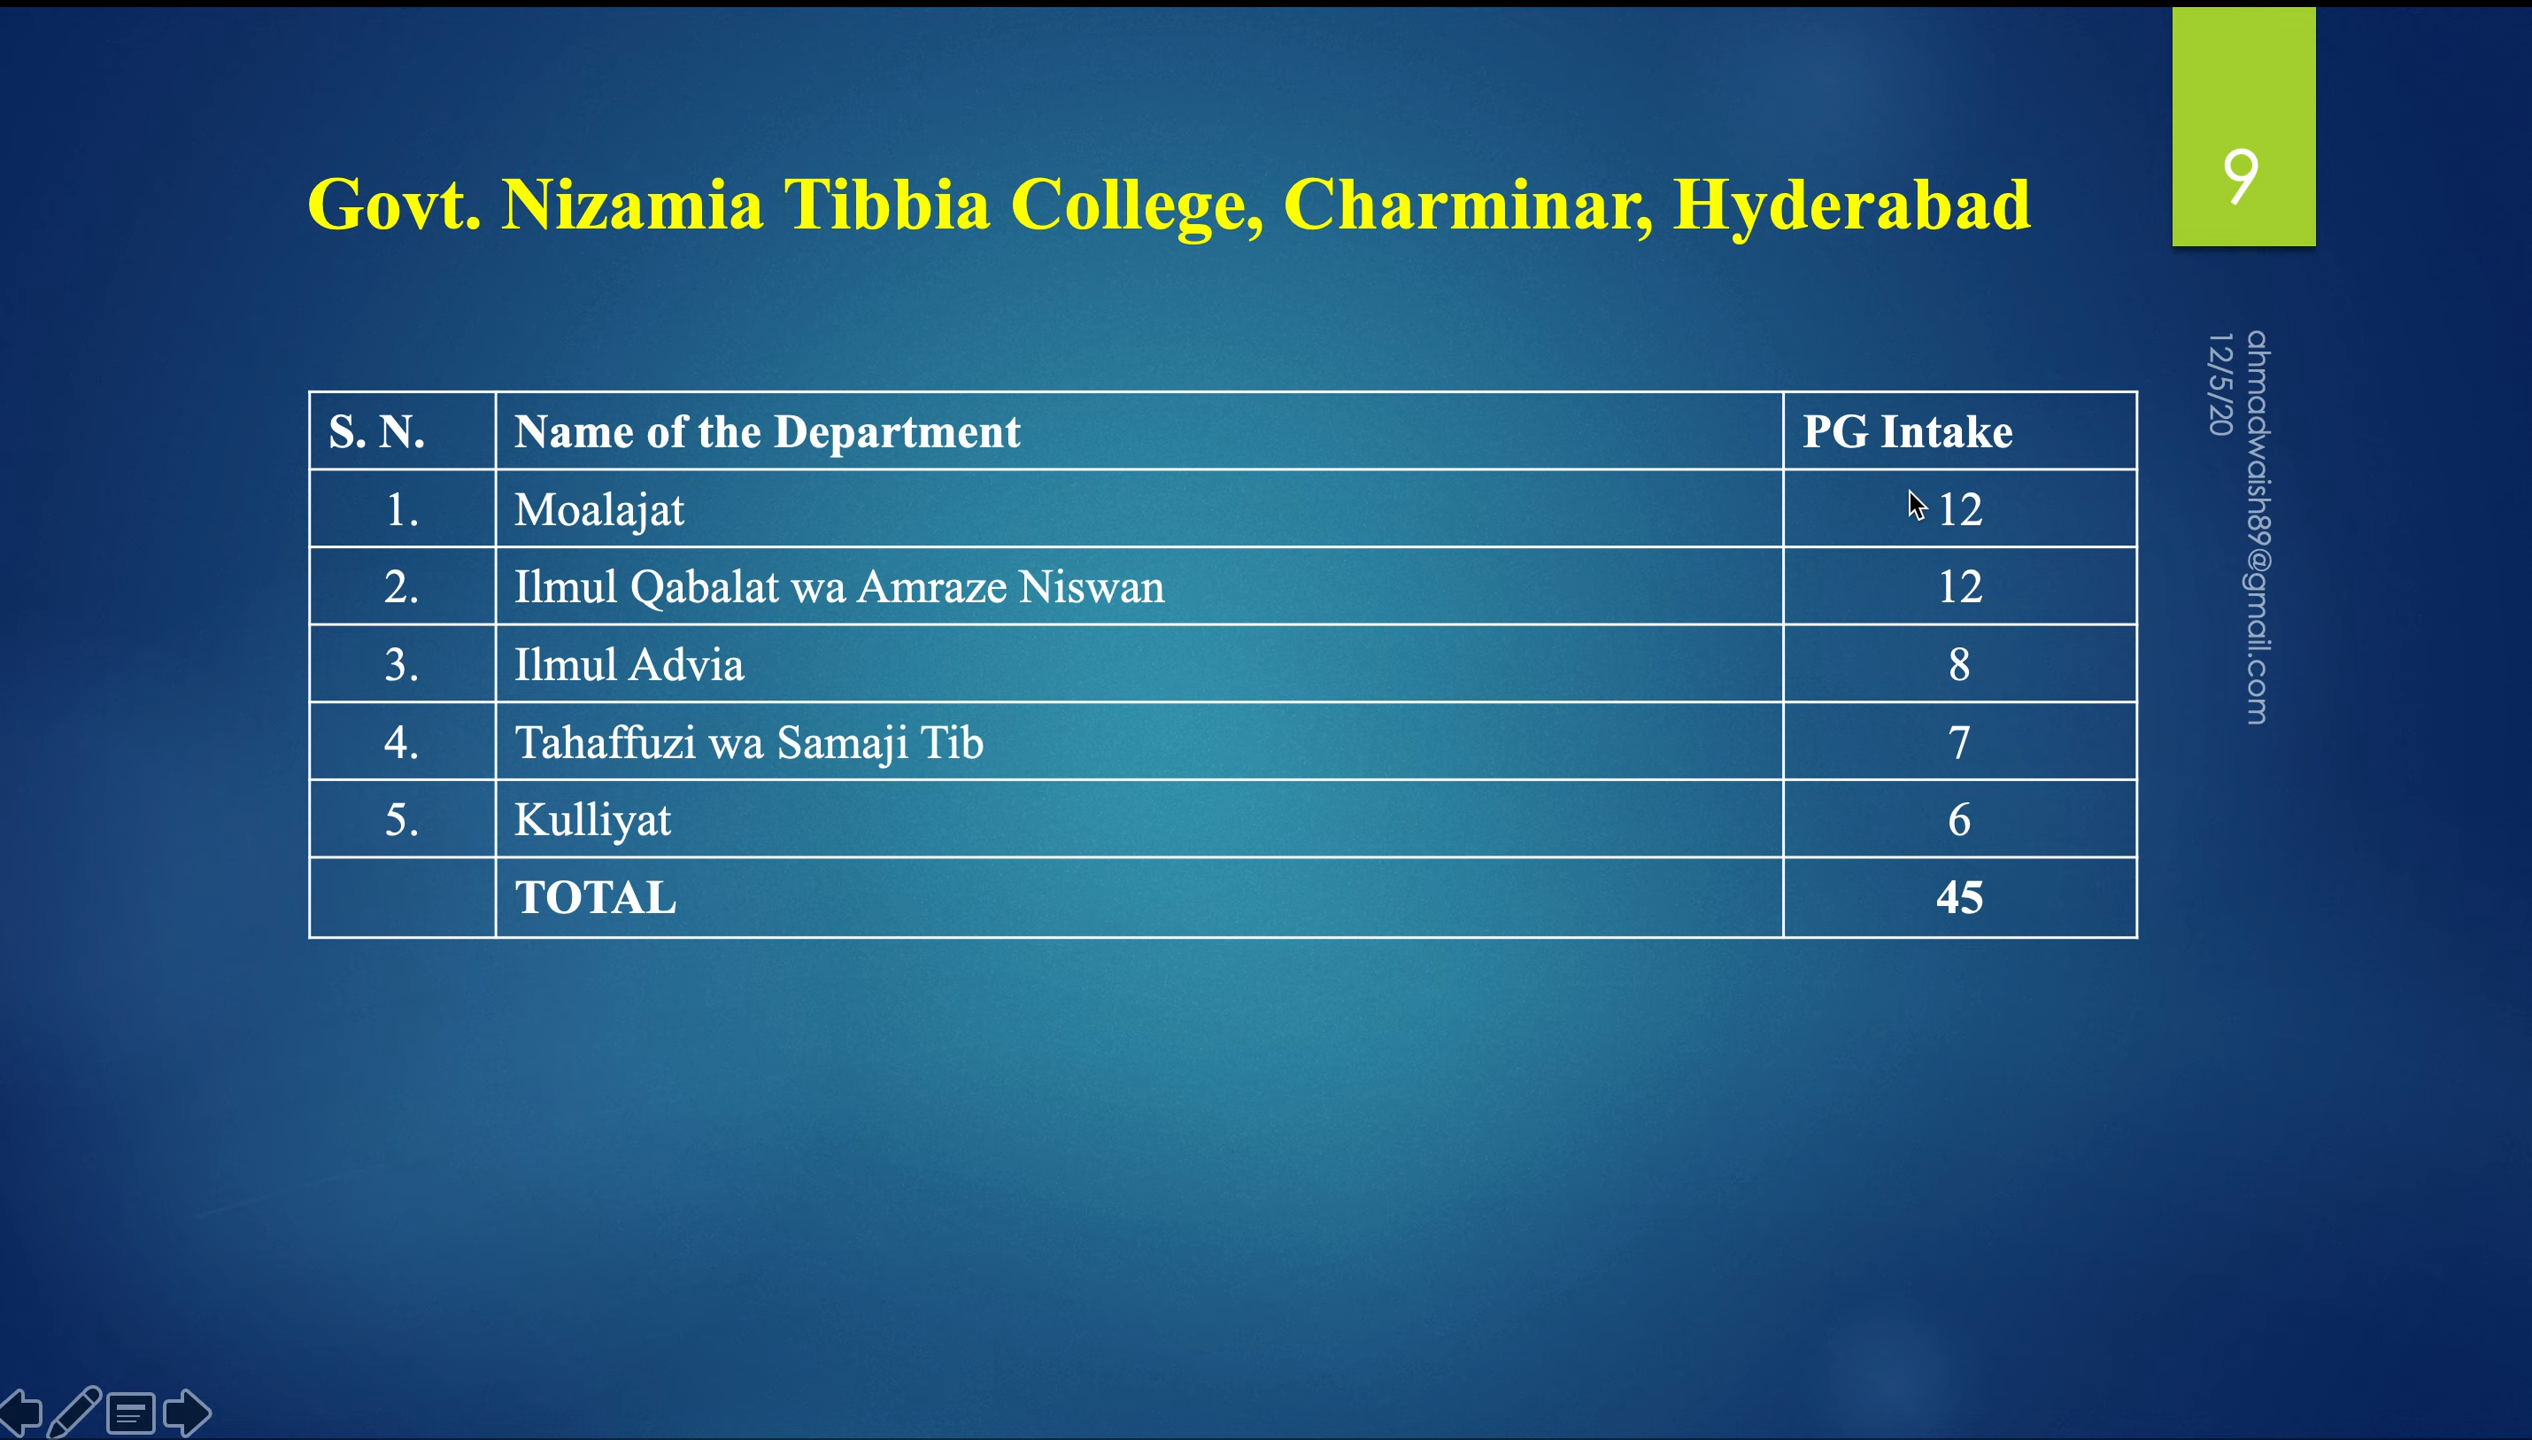 9
Govt. Nizamia Tibbia College, Charminar, Hyderabad
S. N. Name of the Department PG Intake
1. Moalajat 12
2. Ilmul Qabalat wa Amraze Niswan 12
3. Ilmul Advia 8
4. Tahaffuzi wa Samaji Tib 7
5. Kulliyat 6
TOTAL 45
ahmadwaish89@gmail.com
12/5/20